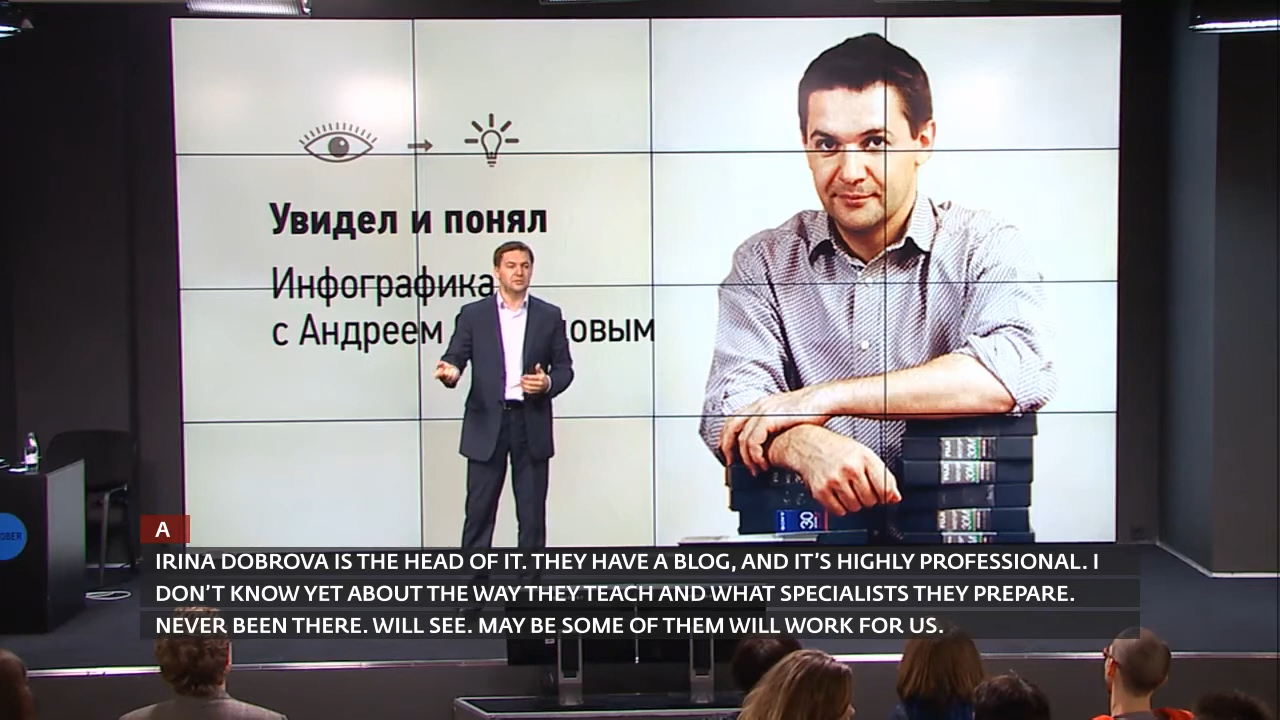 Увидел и понял
Инфографика
с Андреем
овым
A
IRINA DOBROVA IS THE HEAD OF IT. THEY HAVE A BLOG, AND IT'S HIGHLY PROFESSIONAL. I
DON'T KNOW YET ABOUT THE WAY THEY TEACH AND WHAT SPECIALISTS THEY PREPARE.
NEVER BEEN THERE. WILL SEE. MAY BE SOME OF THEM WILL WORK FOR US.
30